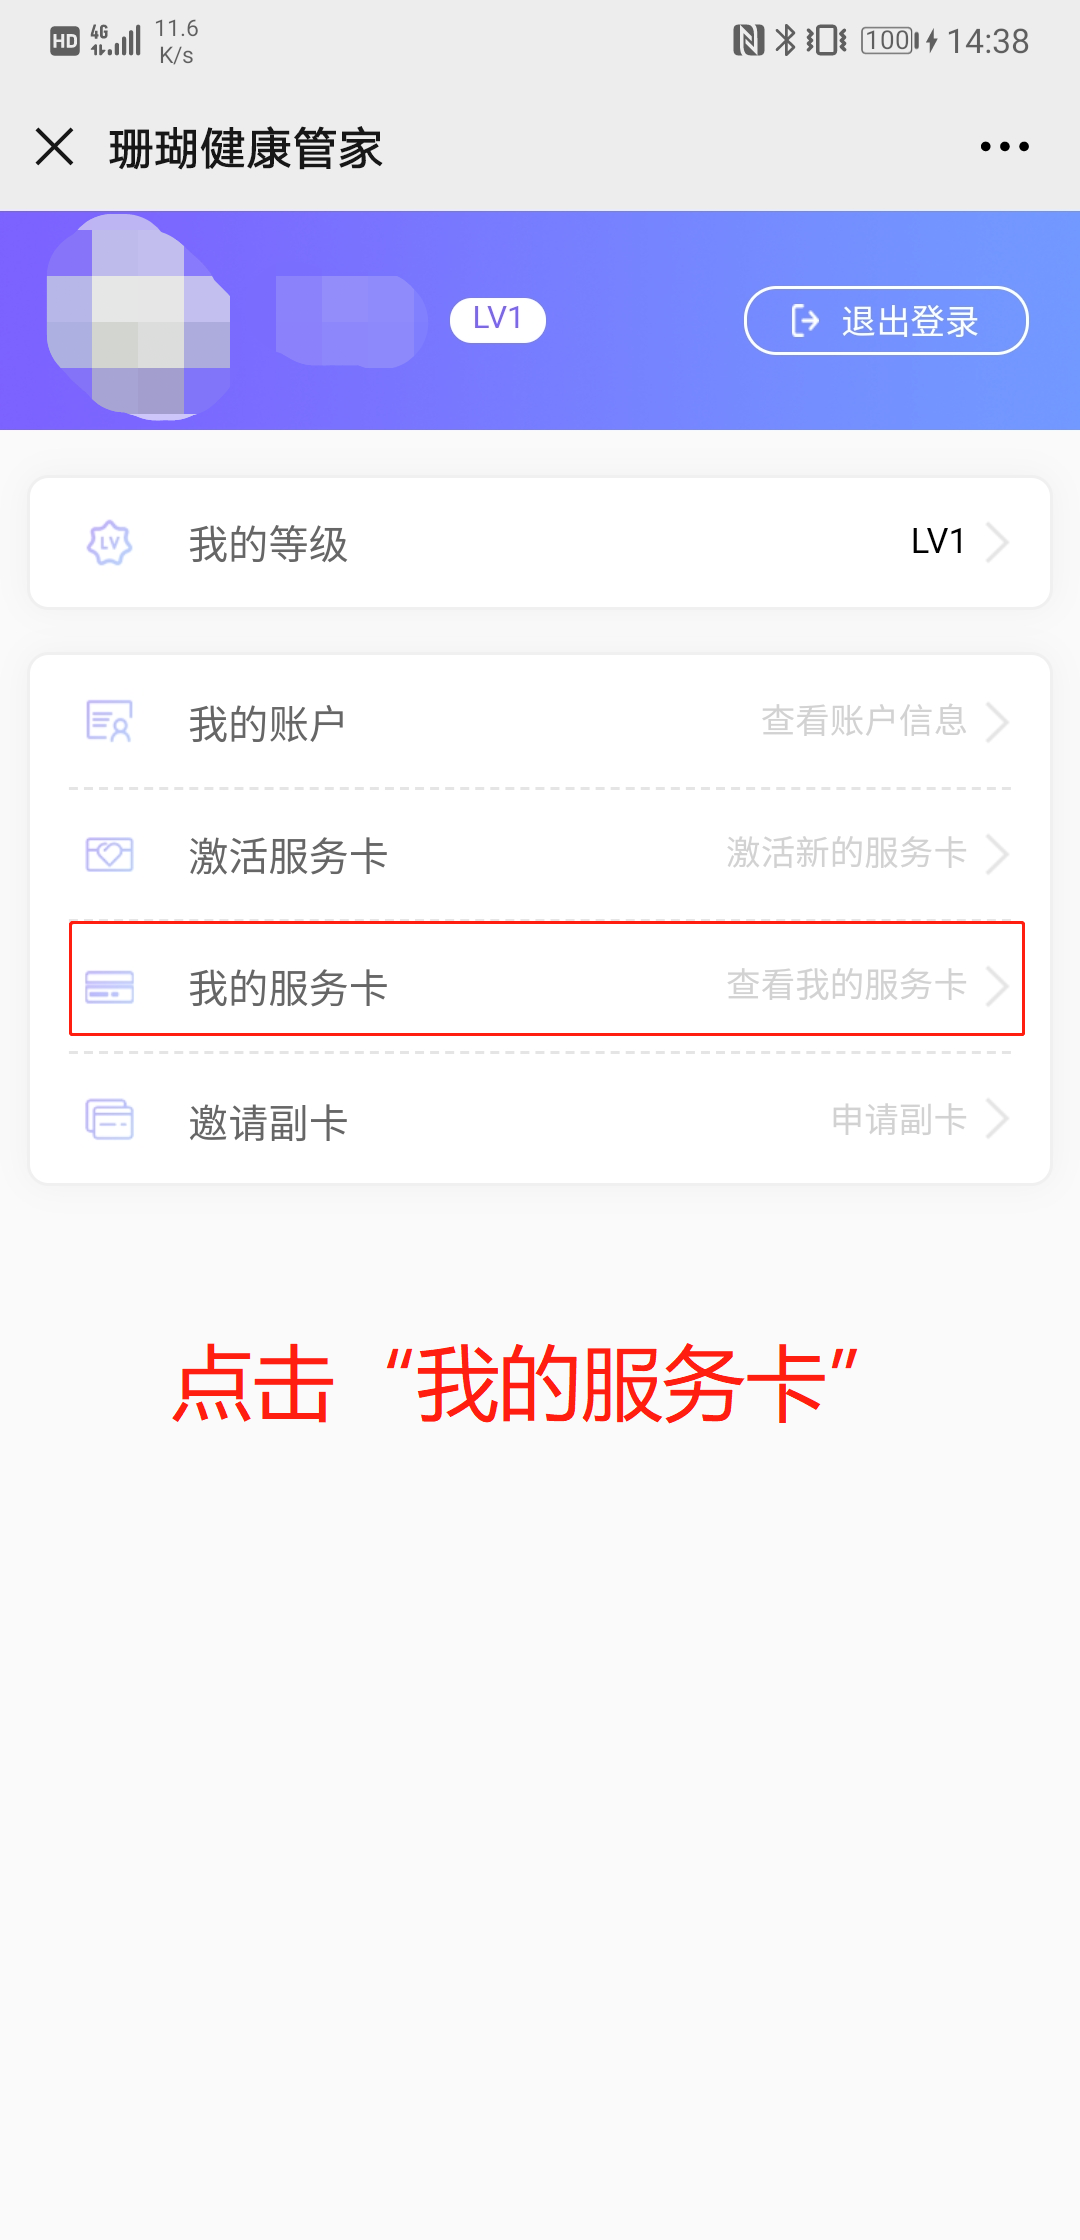 HD 4G 11.6 K/s 100 14:38
珊瑚健康管家
LV1 退出登录
LV 我的等级 LV1
我的账户 查看账户信息
激活服务卡 激活新的服务卡
我的服务卡 查看我的服务卡
邀请副卡 申请副卡
点击“我的服务卡”